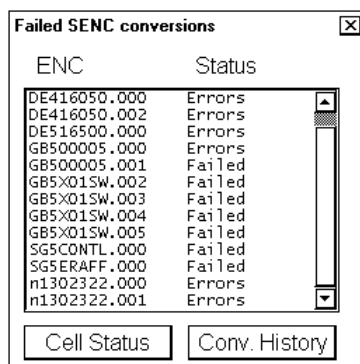 Failed SENC conversions
ENC Status
DE416050.000 Errors
DE416050.002 Errors
DE516500.000 Errors
GB500005.000 Errors
GB500005.001 Failed
GB5X01SW.002 Failed
GB5X01SW.003 Failed
GB5X01SW.004 Failed
GB5X01SW.005 Failed
SG5CONTL.000 Failed
SG5ERAFF.000 Failed
n1302322.000 Errors
n1302322.001 Errors
Cell Status Conv. History